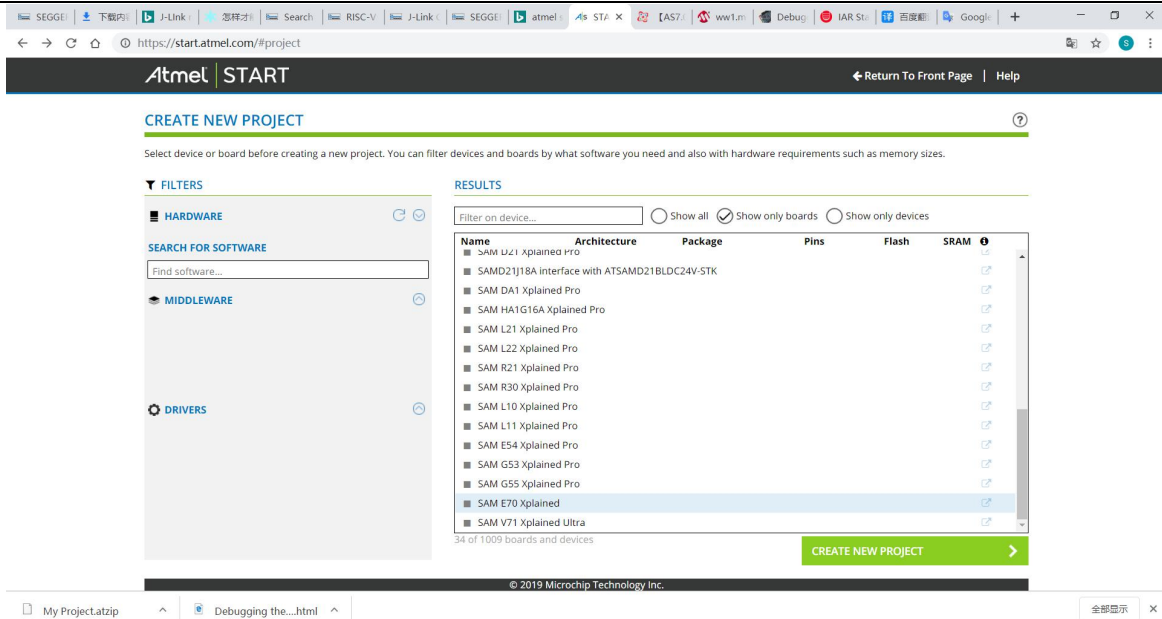 SEGGE
下载内
J-Link
怎样才
Search
RISC-V
J-Link
SEGGE
atmel
STA
【AS7.
ww1.m
Debug
IAR Sta
百度翻
Google
https://start.atmel.com/#project
Atmel START
Return To Front Page | Help
CREATE NEW PROJECT
Select device or board before creating a new project. You can filter devices and boards by what software you need and also with hardware requirements such as memory sizes.
FILTERS
HARDWARE
SEARCH FOR SOFTWARE
Find software...
MIDDLEWARE
DRIVERS
RESULTS
Filter on device...
Show all
Show only boards
Show only devices
Name Architecture Package Pins Flash SRAM
SAM D21 Xplained Pro
SAMD21J18A interface with ATSAMD21BLDC24V-STK
SAM DA1 Xplained Pro
SAM HA1G16A Xplained Pro
SAM L21 Xplained Pro
SAM L22 Xplained Pro
SAM R21 Xplained Pro
SAM R30 Xplained Pro
SAM L10 Xplained Pro
SAM L11 Xplained Pro
SAM E54 Xplained Pro
SAM G53 Xplained Pro
SAM G55 Xplained Pro
SAM E70 Xplained
SAM V71 Xplained Ultra
34 of 1009 boards and devices
CREATE NEW PROJECT
© 2019 Microchip Technology Inc.
My Project.atzip
Debugging the....html
全部显示